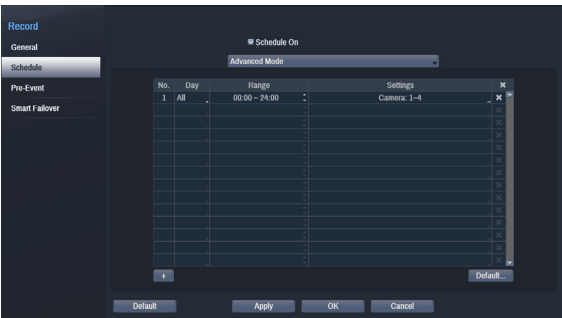 Record
General
Schedule
Pre-Event
Smart Failover
Schedule On
Advanced Mode
No. Day Range Settings
1 All 00:00 ~ 24:00 Camera: 1~4
+
Default...
Default Apply OK Cancel